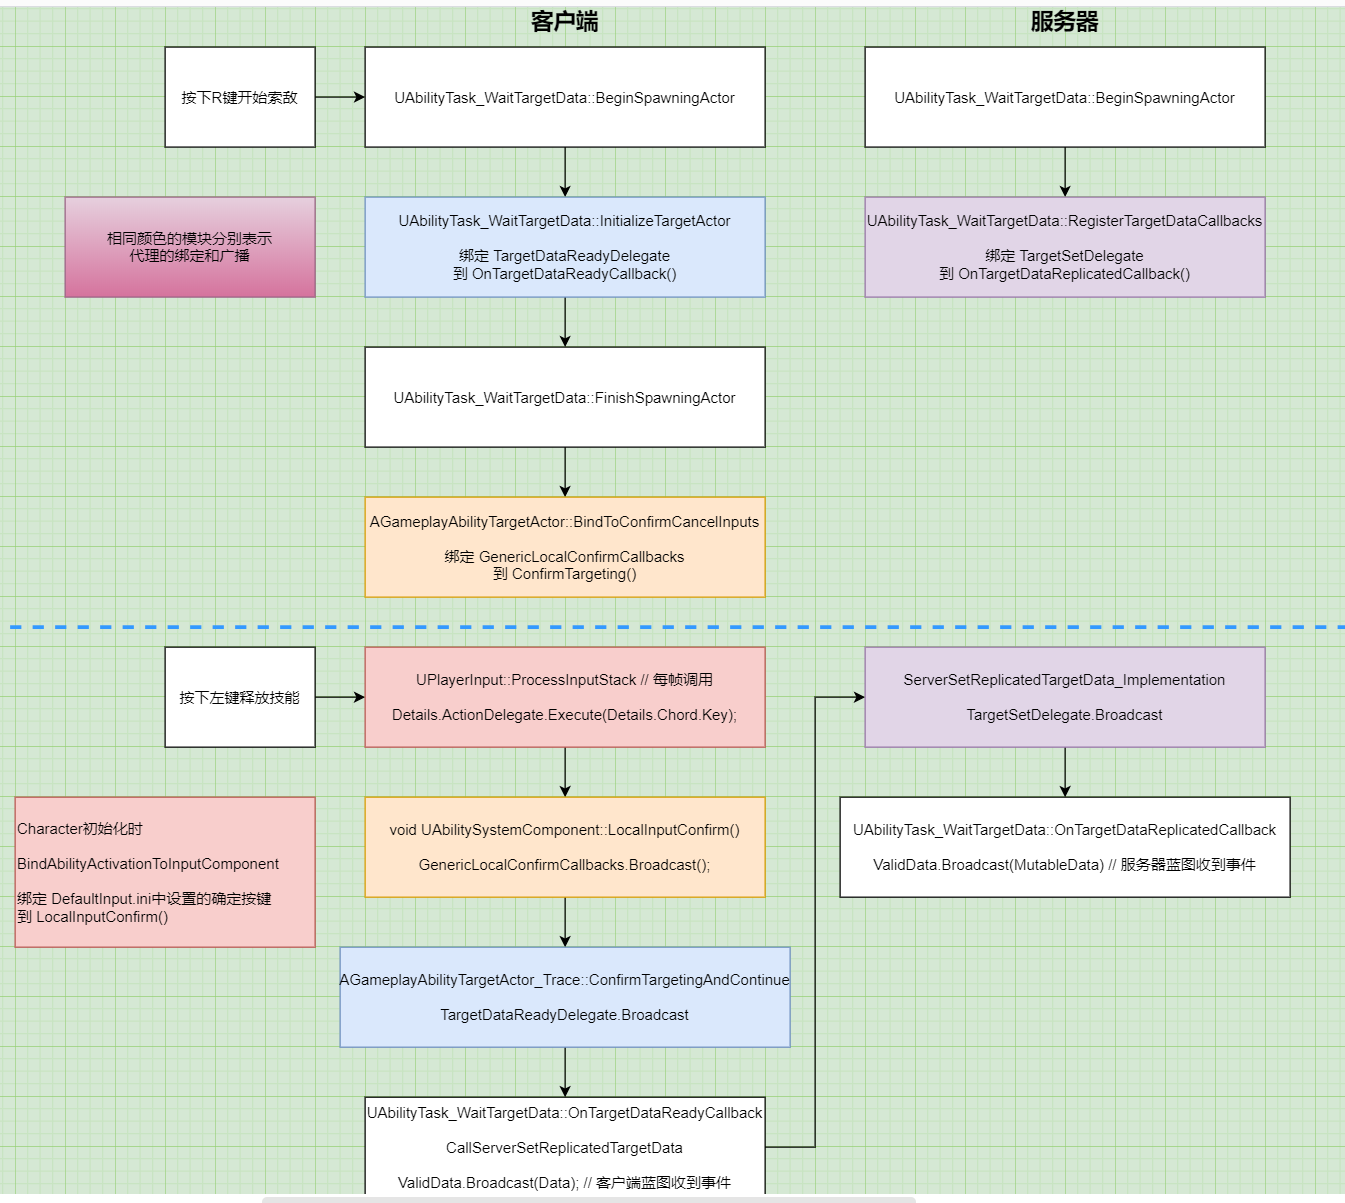 客户端
服务器
按下R键开始索敌
UAbilityTask_WaitTargetData::BeginSpawningActor
UAbilityTask_WaitTargetData::BeginSpawningActor
相同颜色的模块分别表示
代理的绑定和广播
UAbilityTask_WaitTargetData::InitializeTargetActor
绑定 TargetDataReadyDelegate
到 OnTargetDataReadyCallback()
UAbilityTask_WaitTargetData::RegisterTargetDataCallbacks
绑定 TargetSetDelegate
到 OnTargetDataReplicatedCallback()
UAbilityTask_WaitTargetData::FinishSpawningActor
AGameplayAbilityTargetActor::BindToConfirmCancelInputs
绑定 GenericLocalConfirmCallbacks
到 ConfirmTargeting()
按下左键释放技能
UPlayerInput::ProcessInputStack // 每帧调用
Details.ActionDelegate.Execute(Details.Chord.Key);
ServerSetReplicatedTargetData_Implementation
TargetSetDelegate.Broadcast
Character初始化时
BindAbilityActivationToInputComponent
绑定 DefaultInput.ini中设置的确定按键
到 LocalInputConfirm()
void UAbilitySystemComponent::LocalInputConfirm()
GenericLocalConfirmCallbacks.Broadcast();
UAbilityTask_WaitTargetData::OnTargetDataReplicatedCallback
ValidData.Broadcast(MutableData) // 服务器蓝图收到事件
AGameplayAbilityTargetActor_Trace::ConfirmTargetingAndContinue
TargetDataReadyDelegate.Broadcast
UAbilityTask_WaitTargetData::OnTargetDataReadyCallback
CallServerSetReplicatedTargetData
ValidData.Broadcast(Data); // 客户端蓝图收到事件